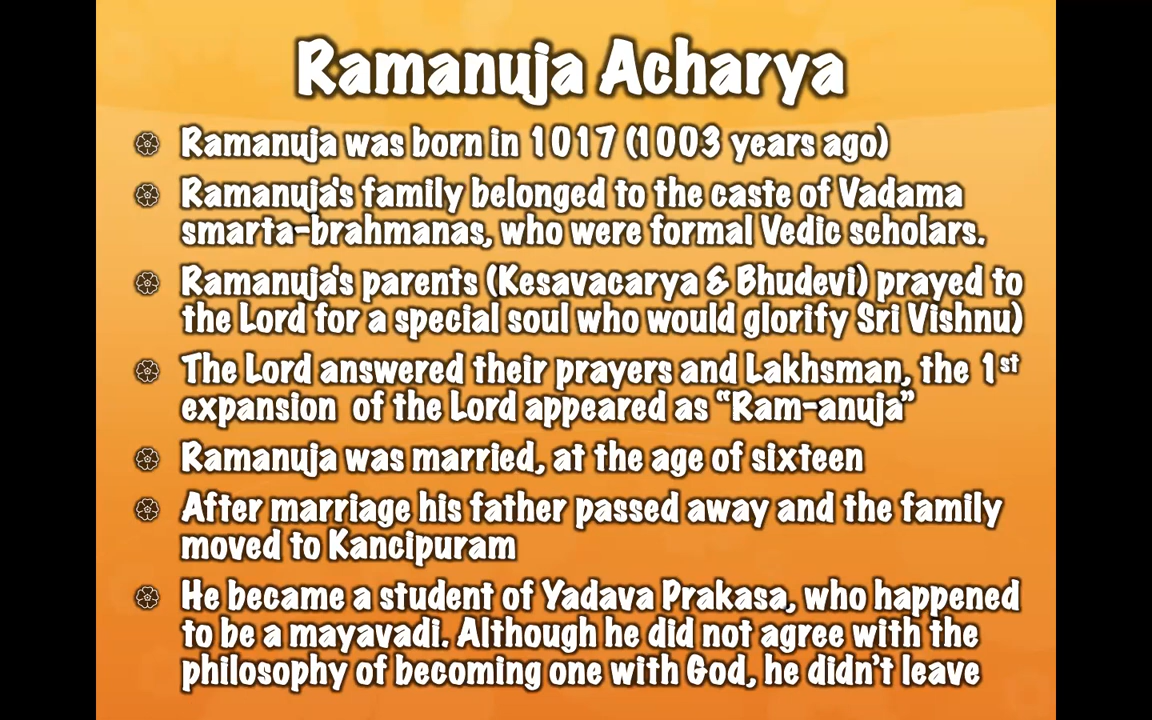 Ramanuja Acharya
Ramanuja was born in 1017 (1003 years ago)
Ramanuja's family belonged to the caste of Vadama
smarta-brahmanas, who were formal Vedic scholars.
Ramanuja's parents (Kesavacarya & Bhudevi) prayed to
the Lord for a special soul who would glorify Sri Vishnu)
The Lord answered their prayers and Lakhsman, the 1st
expansion of the Lord appeared as “Ram-anuja”
Ramanuja was married, at the age of sixteen
After marriage his father passed away and the family
moved to Kancipuram
He became a student of Yadava Prakasa, who happened
to be a mayavadi. Although he did not agree with the
philosophy of becoming one with God, he didn’t leave